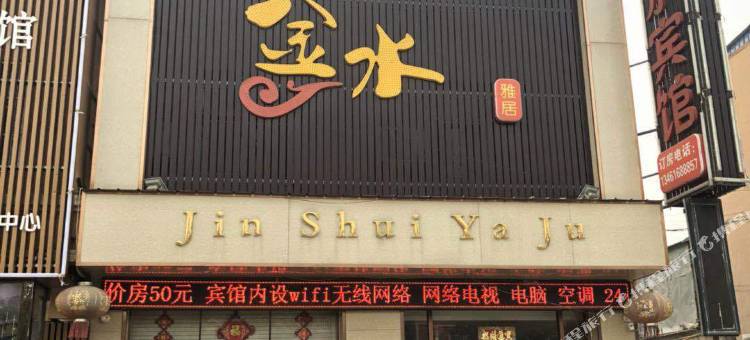 馆
金水
雅居
宾馆
订房电话:
13461688857
中心
Jin Shui Ya Ju
价房50元 宾馆内设wifi无线网络 网络电视 电脑 空调 24